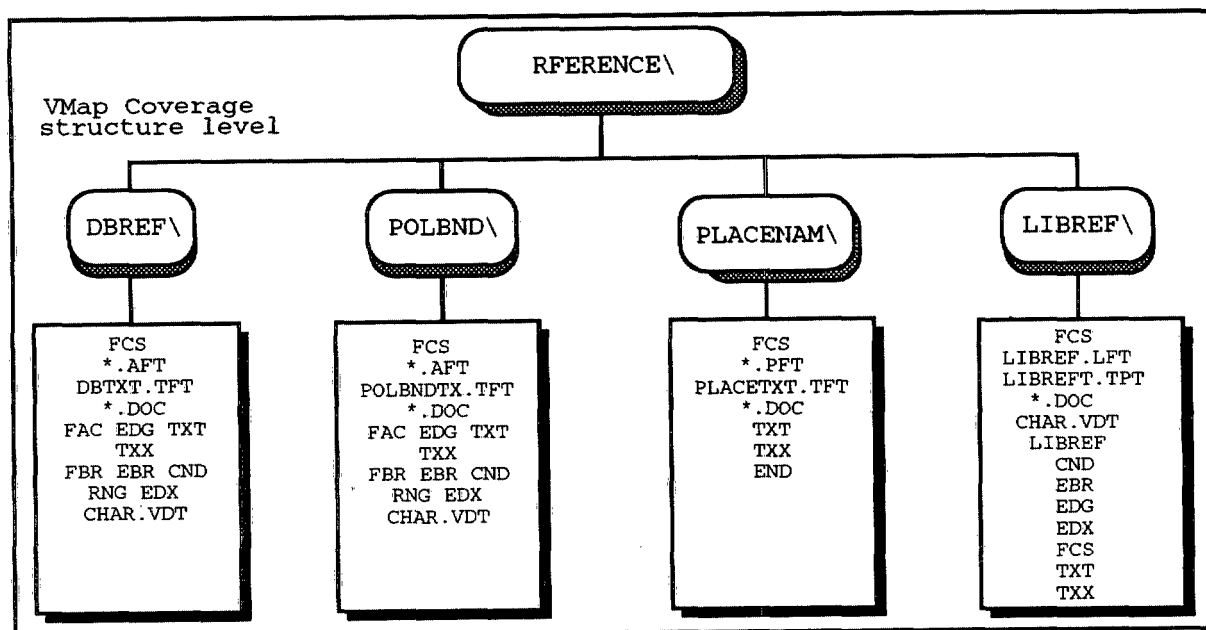 RFERENCE\
VMap Coverage
structure level
DBREF\
POLBND\
PLACENAM\
LIBREF\
FCS
*.AFT
DBTXT.TFT
*.DOC
FAC EDG TXT
TXX
FBR EBR CND
RNG EDX
CHAR.VDT
FCS
*.AFT
POLBNDTX.TFT
*.DOC
FAC EDG TXT
TXX
FBR EBR CND
RNG EDX
CHAR.VDT
FCS
*.PFT
PLACETXT.TFT
*.DOC
TXT
TXX
END
FCS
LIBREF.LFT
LIBREFT.TPT
*.DOC
CHAR.VDT
LIBREF
CND
EBR
EDG
EDX
FCS
TXT
TXX